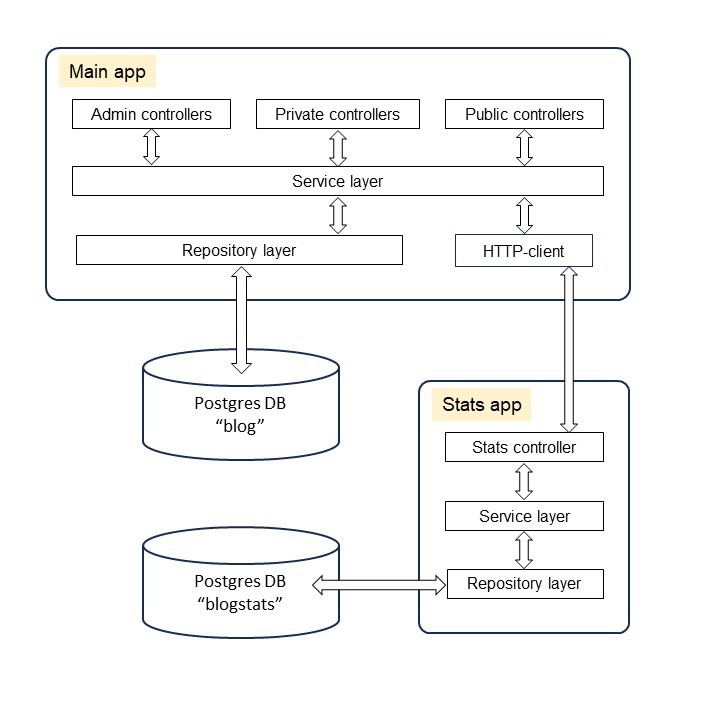 Main app
Admin controllers
Private controllers
Public controllers
Service layer
Repository layer
HTTP-client
Postgres DB
“blog”
Stats app
Stats controller
Service layer
Repository layer
Postgres DB
“blogstats”